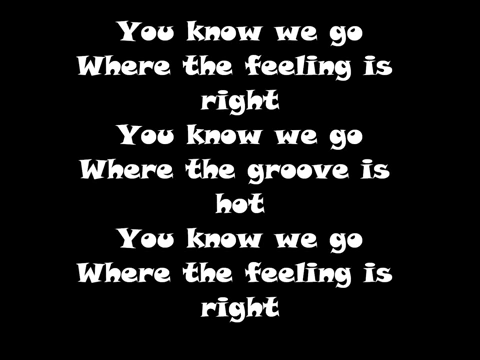 You know we go
Where the feeling is
right
You know we go
Where the groove is
hot
You know we go
Where the feeling is
right